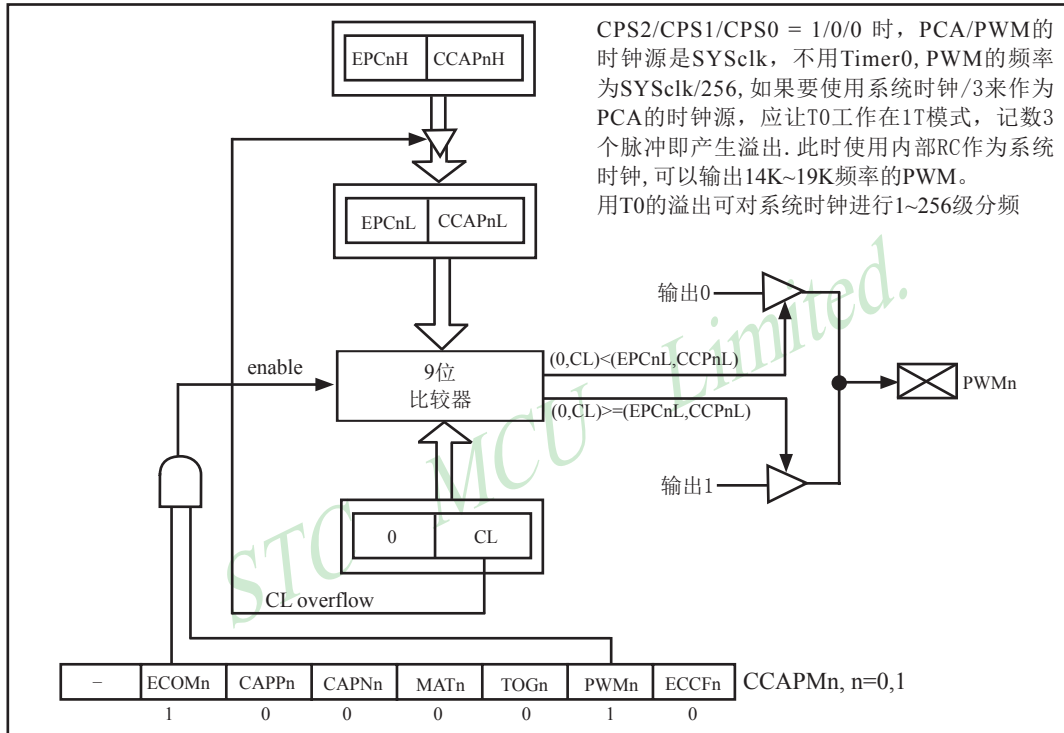 EPCnH CCAPnH
CPS2/CPS1/CPS0 = 1/0/0 时，PCA/PWM的
时钟源是SYSclk，不用Timer0, PWM的频率
为SYSclk/256, 如果要使用系统时钟/3来作为
PCA的时钟源，应让T0工作在1T模式，记数3
个脉冲即产生溢出. 此时使用内部RC作为系统
时钟,可以输出14K~19K频率的PWM。
用T0的溢出可对系统时钟进行1~256级分频
EPCnL CCAPnL
输出0
enable
9位
比较器
(0,CL)<(EPCnL,CCPnL)
(0,CL)>=(EPCnL,CCPnL)
PWMn
输出1
0 CL
CL overflow
STC MCU Limited.
– ECOMn CAPPn CAPNn MATn TOGn PWMn ECCFn CCAPMn, n=0,1
1 0 0 0 0 1 0